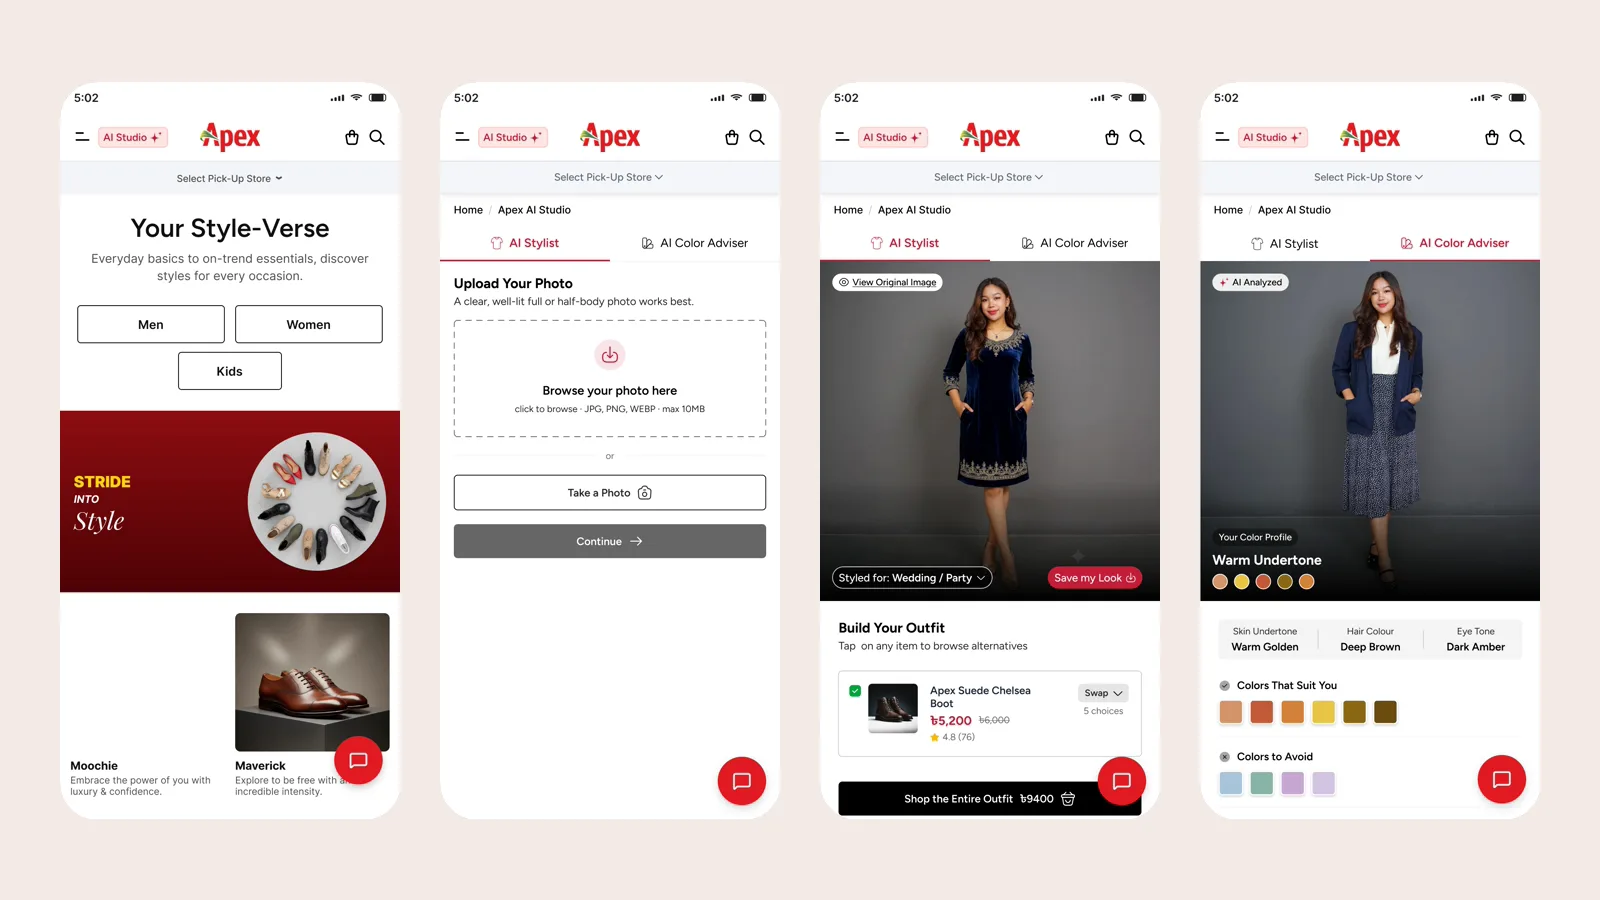 5:02
AI Studio
Apex
Select Pick-Up Store
Your Style-Verse
Everyday basics to on-trend essentials, discover
styles for every occasion.
Men
Women
Kids
STRIDE
INTO
Style
Moochie
Embrace the power of you with
luxury & confidence.
Maverick
Explore to be free with
incredible intensity.
5:02
AI Studio
Apex
Select Pick-Up Store
Home / Apex AI Studio
AI Stylist
AI Color Adviser
Upload Your Photo
A clear, well-lit full or half-body photo works best.
Browse your photo here
click to browse · JPG, PNG, WEBP · max 10MB
or
Take a Photo
Continue
5:02
AI Studio
Apex
Select Pick-Up Store
Home / Apex AI Studio
AI Stylist
AI Color Adviser
View Original Image
Styled for: Wedding / Party
Save my Look
Build Your Outfit
Tap on any item to browse alternatives
Apex Suede Chelsea
Boot
৳5,200 ৳6,000
4.8 (76)
Swap
5 choices
Shop the Entire Outfit ৳9400
5:02
AI Studio
Apex
Select Pick-Up Store
Home / Apex AI Studio
AI Stylist
AI Color Adviser
AI Analyzed
Your Color Profile
Warm Undertone
Skin Undertone
Warm Golden
Hair Colour
Deep Brown
Eye Tone
Dark Amber
Colors That Suit You
Colors to Avoid